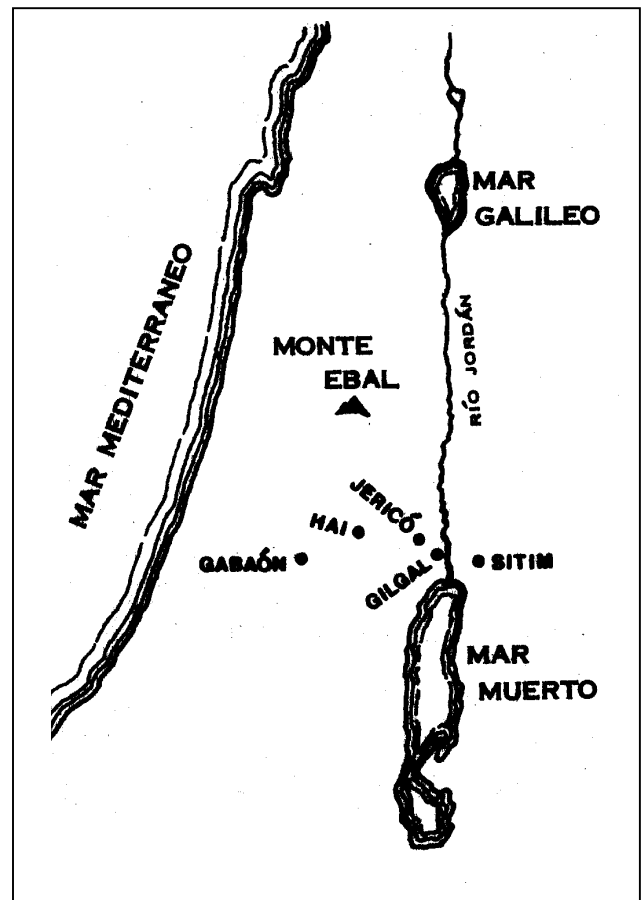 MAR
GALILEO
RÍO JORDÁN
MAR MEDITERRANEO
MONTE
EBAL
JERICÓ
HAI
GABAÓN
GILGAL
SITIM
MAR
MUERTO